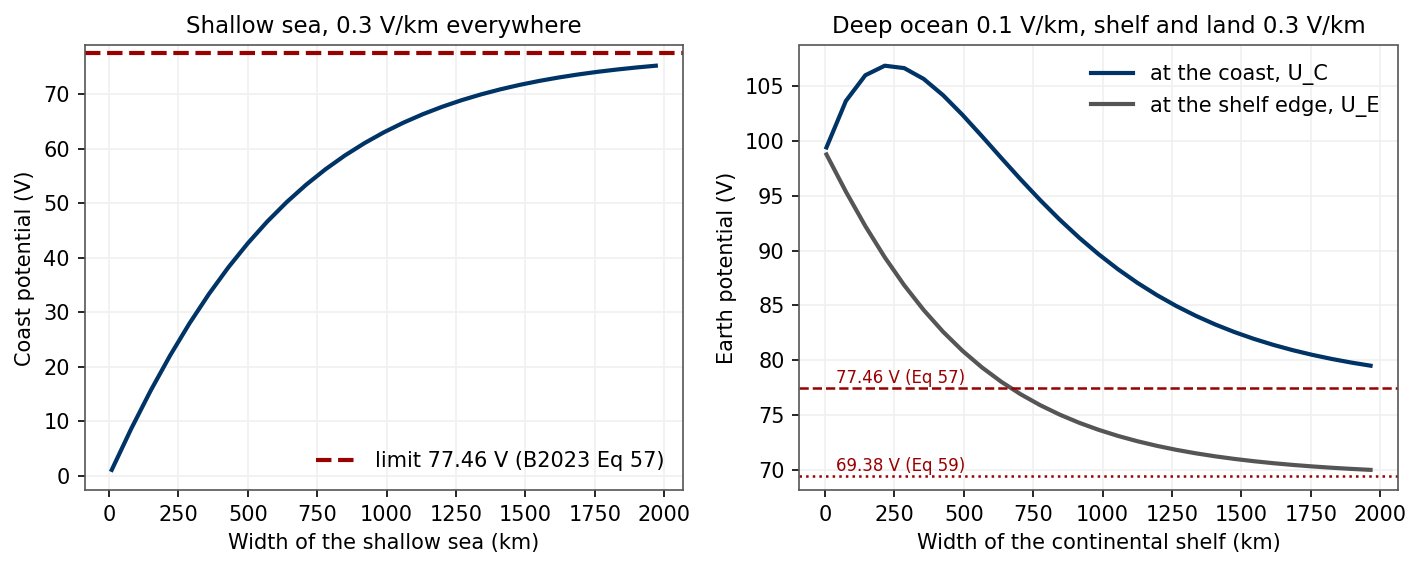 Shallow sea, 0.3 V/km everywhere
70
60
50
40
30
20
10
0
Coast potential (V)
limit 77.46 V (B2023 Eq 57)
0 250 500 750 1000 1250 1500 1750 2000
Width of the shallow sea (km)
Deep ocean 0.1 V/km, shelf and land 0.3 V/km
105
100
95
90
85
80
75
70
Earth potential (V)
at the coast, U_C
at the shelf edge, U_E
77.46 V (Eq 57)
69.38 V (Eq 59)
0 250 500 750 1000 1250 1500 1750 2000
Width of the continental shelf (km)